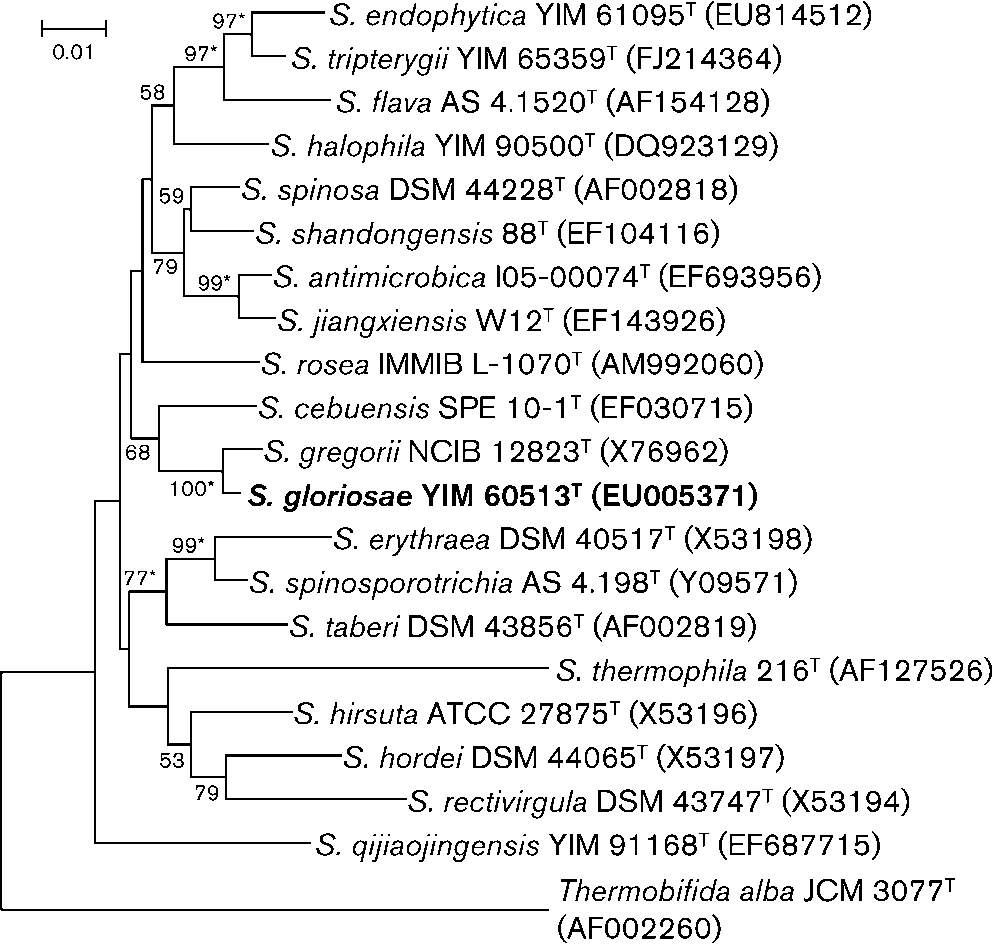 97*
S. endophytica YIM 61095ᵀ (EU814512)
0.01
97*
S. tripterygii YIM 65359ᵀ (FJ214364)
58
S. flava AS 4.1520ᵀ (AF154128)
S. halophila YIM 90500ᵀ (DQ923129)
59
S. spinosa DSM 44228ᵀ (AF002818)
S. shandongensis 88ᵀ (EF104116)
79
99*
S. antimicrobica I05-00074ᵀ (EF693956)
S. jiangxiensis W12ᵀ (EF143926)
S. rosea IMMIB L-1070ᵀ (AM992060)
S. cebuensis SPE 10-1ᵀ (EF030715)
68
S. gregorii NCIB 12823ᵀ (X76962)
100*
S. gloriosae YIM 60513ᵀ (EU005371)
99*
S. erythraea DSM 40517ᵀ (X53198)
77*
S. spinosporotrichia AS 4.198ᵀ (Y09571)
S. taberi DSM 43856ᵀ (AF002819)
S. thermophila 216ᵀ (AF127526)
S. hirsuta ATCC 27875ᵀ (X53196)
53
S. hordei DSM 44065ᵀ (X53197)
79
S. rectivirgula DSM 43747ᵀ (X53194)
S. qijiaojingensis YIM 91168ᵀ (EF687715)
Thermobifida alba JCM 3077ᵀ
(AF002260)